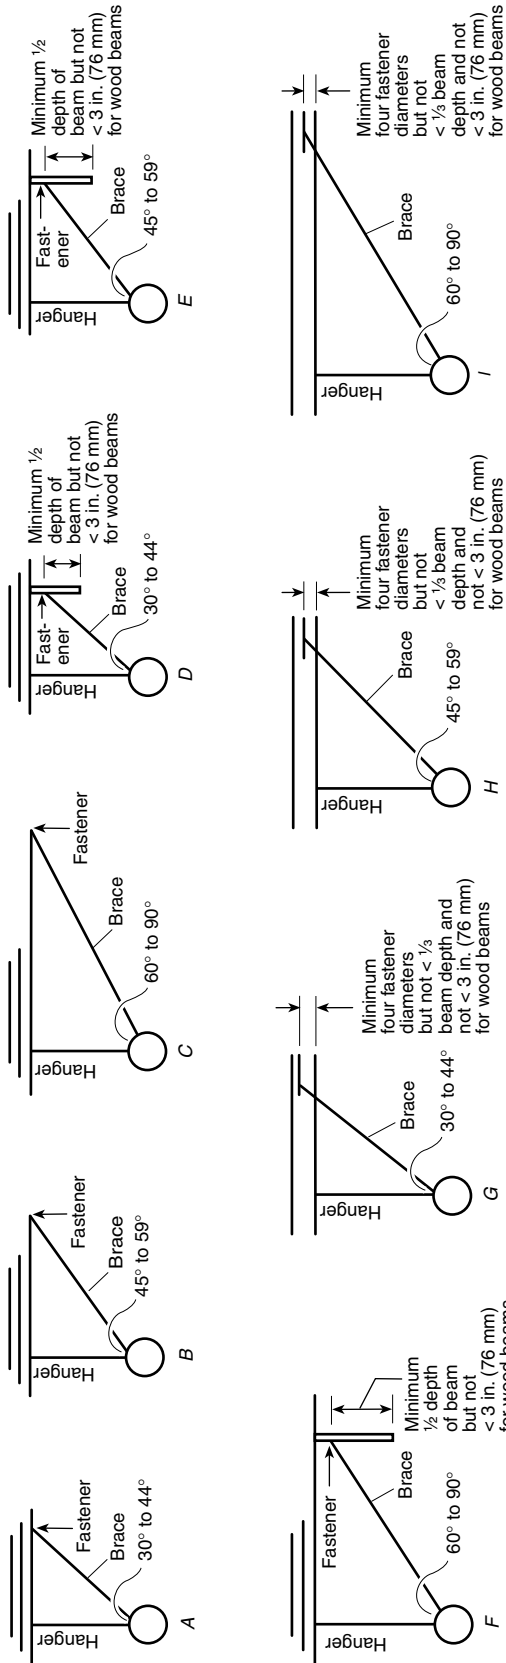 Hanger
Fastener
Brace
30° to 44°
A
Hanger
Fastener
Brace
45° to 59°
B
Hanger
Fastener
Brace
60° to 90°
C
Minimum ½
depth of
beam but not
< 3 in. (76 mm)
for wood beams
Hanger
Fast-
ener
Brace
30° to 44°
D
Minimum ½
depth of
beam but not
< 3 in. (76 mm)
for wood beams
Hanger
Fast-
ener
Brace
45° to 59°
E
Hanger
Fastener
Minimum
½ depth
of beam
but not
< 3 in. (76 mm)
for wood beams
Brace
60° to 90°
F
Hanger
Minimum
four fastener
diameters
but not < ⅓
beam depth and
not < 3 in. (76 mm)
for wood beams
Brace
30° to 44°
G
Hanger
Minimum
four fastener
diameters
but not
< ⅓ beam
depth and
not < 3 in. (76 mm)
for wood beams
Brace
45° to 59°
H
Hanger
Minimum
four fastener
diameters
but not
< ⅓ beam
depth and not
< 3 in. (76 mm)
for wood beams
Brace
60° to 90°
I